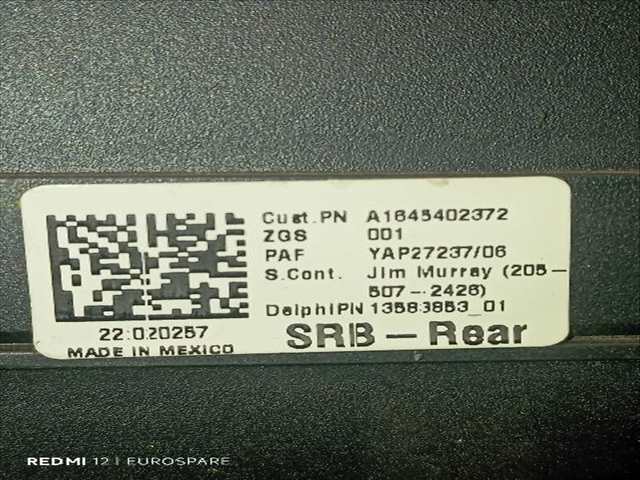 Cust.PN A1645402372
ZGS 001
PAF YAP27237/06
S.Cont. Jim Murray (205-
507-2426)
DelphiPN 13583853_01
22:020257
MADE IN MEXICO
SRB-Rear
REDMI 12 | EUROSPARE